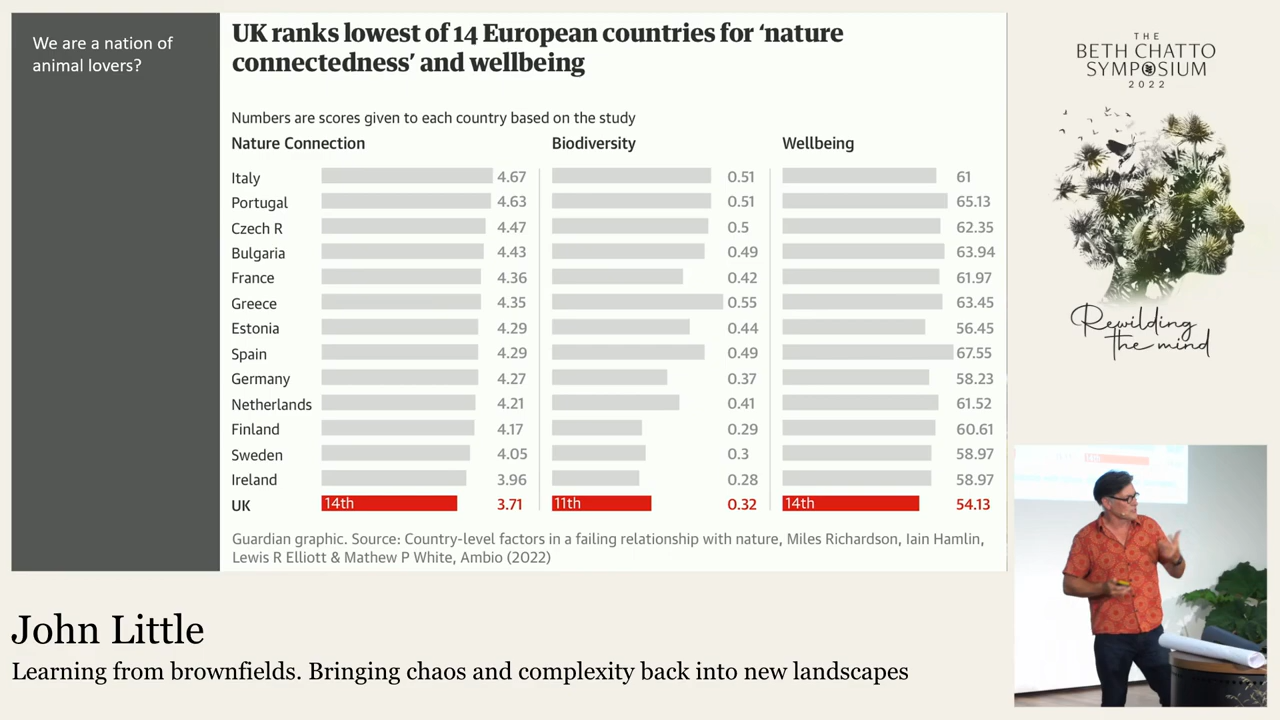 We are a nation of
animal lovers?
UK ranks lowest of 14 European countries for ‘nature
connectedness’ and wellbeing
Numbers are scores given to each country based on the study
Nature Connection Biodiversity Wellbeing
Italy 4.67 0.51 61
Portugal 4.63 0.51 65.13
Czech R 4.47 0.5 62.35
Bulgaria 4.43 0.49 63.94
France 4.36 0.42 61.97
Greece 4.35 0.55 63.45
Estonia 4.29 0.44 56.45
Spain 4.29 0.49 67.55
Germany 4.27 0.37 58.23
Netherlands 4.21 0.41 61.52
Finland 4.17 0.29 60.61
Sweden 4.05 0.3 58.97
Ireland 3.96 0.28 58.97
UK 14th 3.71 11th 0.32 14th 54.13
Guardian graphic. Source: Country-level factors in a failing relationship with nature, Miles Richardson, Iain Hamlin,
Lewis R Elliott & Mathew P White, Ambio (2022)
THE
BETH CHATTO
SYMPOSIUM
2022
Rewilding
the mind
John Little
Learning from brownfields. Bringing chaos and complexity back into new landscapes